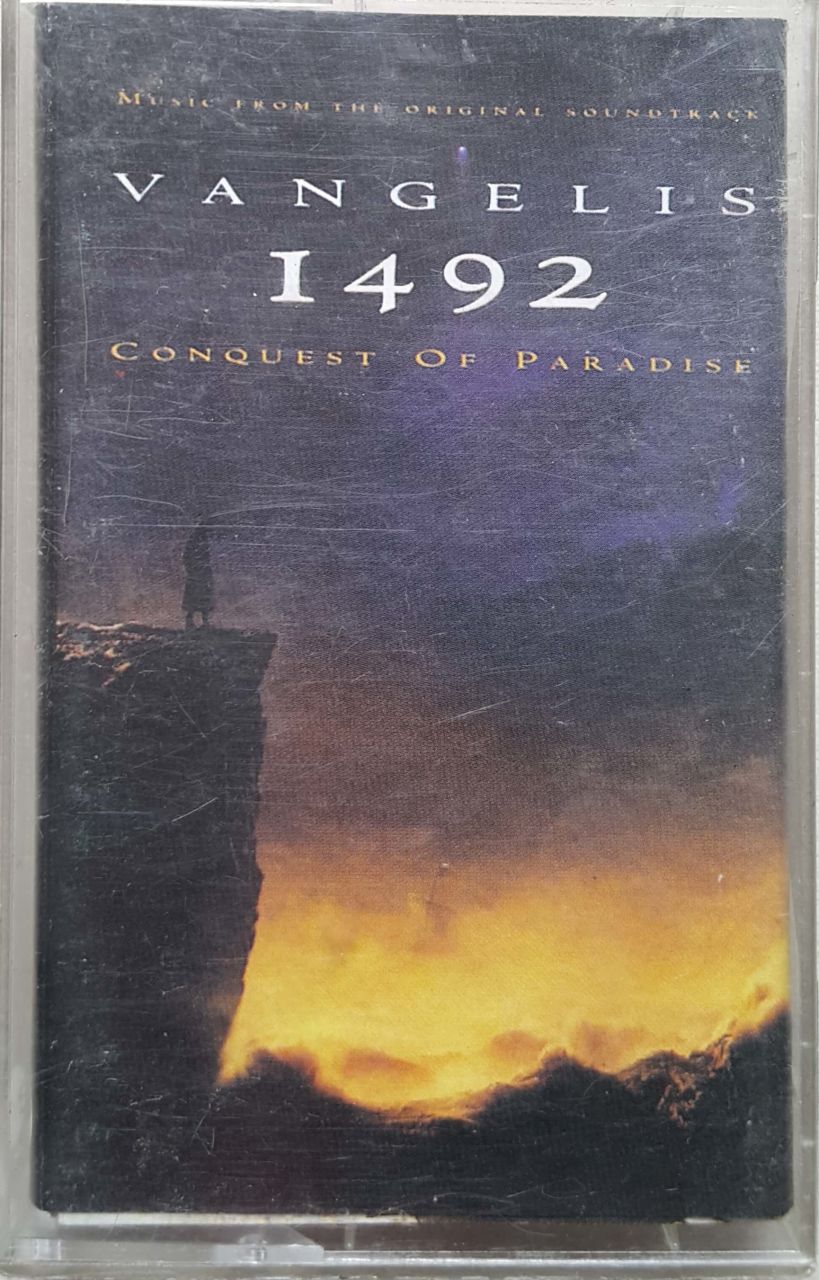 Music from the original soundtrack
VANGELIS
1492
Conquest Of Paradise